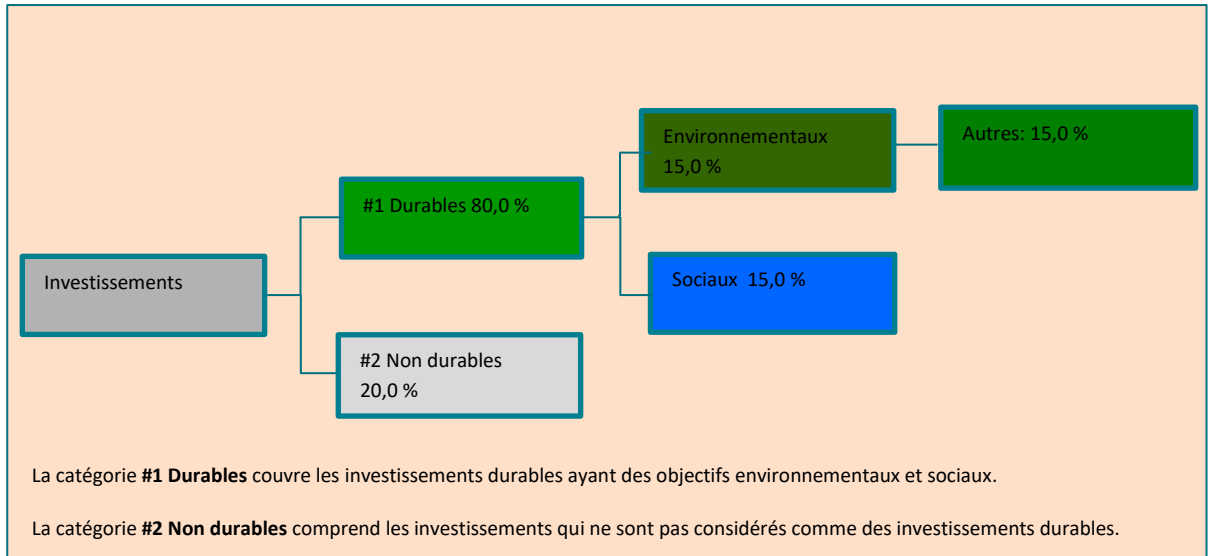 Environnementaux
15,0 %
Autres: 15,0 %
#1 Durables 80,0 %
Investissements
Sociaux  15,0 %
#2 Non durables
20,0 %
La catégorie #1 Durables couvre les investissements durables ayant des objectifs environnementaux et sociaux.
La catégorie #2 Non durables comprend les investissements qui ne sont pas considérés comme des investissements durables.